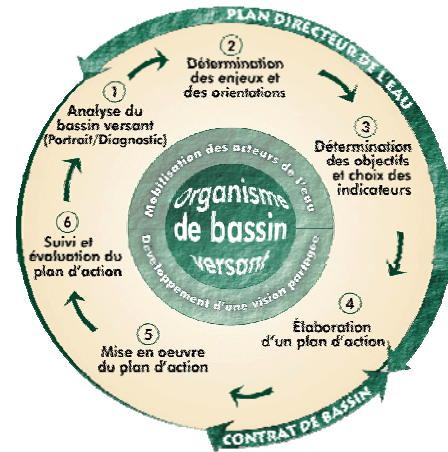 PLAN DIRECTEUR DE L'EAU
1
Analyse du
bassin versant
(Portrait/Diagnostic)
2
Détermination
des enjeux et
des orientations
3
Détermination
des objectifs
et choix des
indicateurs
4
Élaboration
d'un plan d'action
5
Mise en oeuvre
du plan d'action
6
Suivi et
évaluation du
plan d'action
Mobilisation des acteurs de l'eau
Organisme
de bassin
versant
Développement d'une vision partagée
CONTRAT DE BASSIN